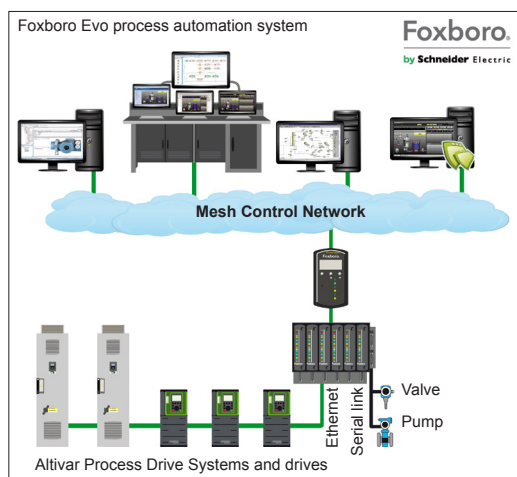 Foxboro Evo process automation system
Foxboro.
by Schneider Electric
Mesh Control Network
Foxboro
Ethernet
Serial link
Valve
Pump
Altivar Process Drive Systems and drives